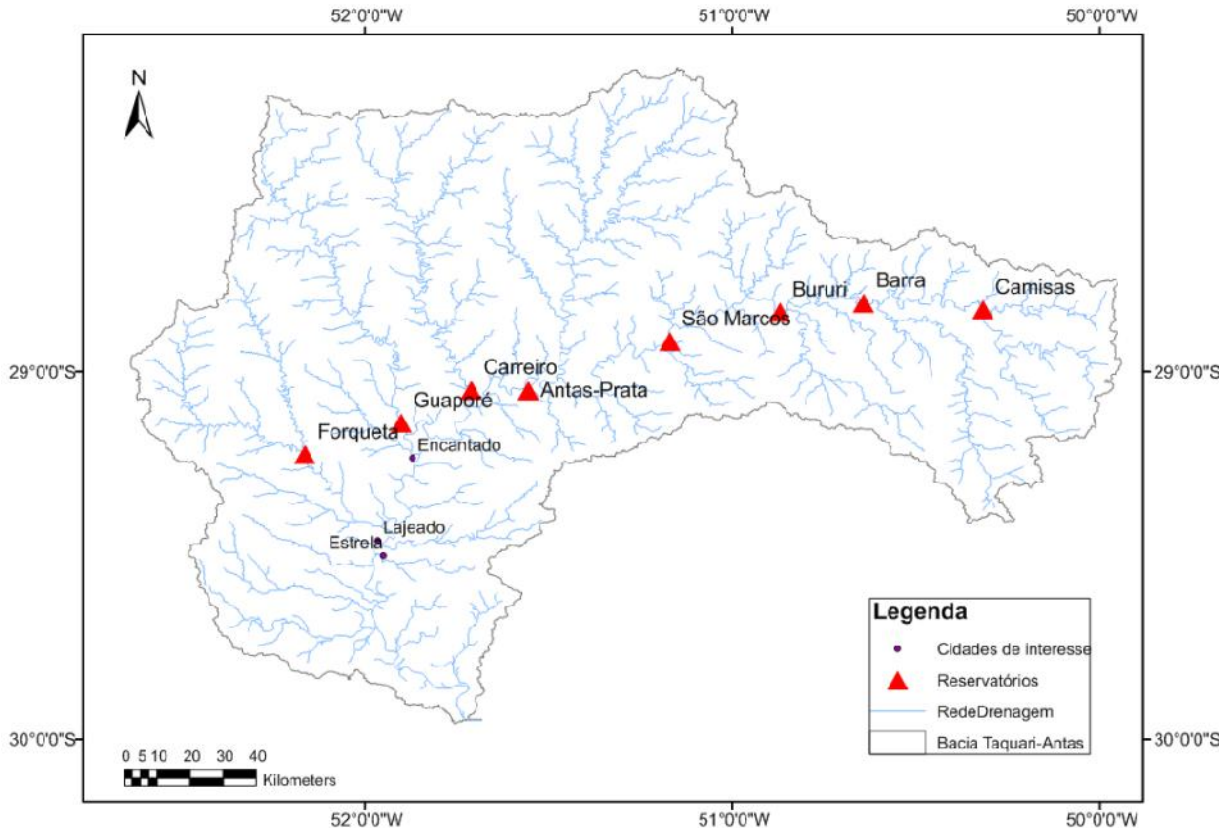 52°0'0"W 51°0'0"W 50°0'0"W
N
Bururi
Barra
Camisas
São Marcos
29°0'0"S 29°0'0"S
Carreiro
Antas-Prata
Guaporé
Forqueta
Encantado
Lajeado
Estrela
Legenda
Cidades de Interesse
Reservatórios
RedeDrenagem
Bacia Taquari-Antas
30°0'0"S 30°0'0"S
0 5 10 20 30 40
Kilometers
52°0'0"W 51°0'0"W 50°0'0"W